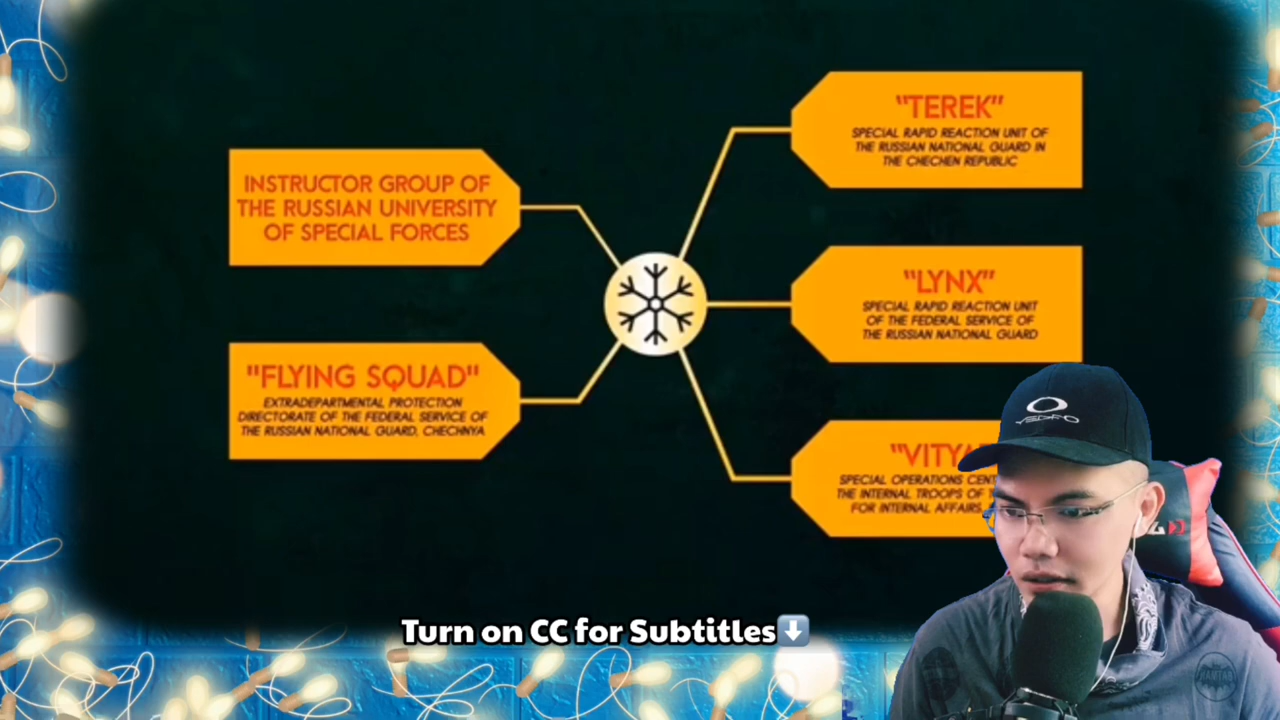 INSTRUCTOR GROUP OF
THE RUSSIAN UNIVERSITY
OF SPECIAL FORCES
"FLYING SQUAD"
EXTRADEPARTMENTAL PROTECTION
DIRECTORATE OF THE FEDERAL SERVICE OF
THE RUSSIAN NATIONAL GUARD, CHECHNYA
"TEREK"
SPECIAL RAPID REACTION UNIT OF
THE RUSSIAN NATIONAL GUARD IN
THE CHECHEN REPUBLIC
"LYNX"
SPECIAL RAPID REACTION UNIT
OF THE FEDERAL SERVICE OF
THE RUSSIAN NATIONAL GUARD
SPECIAL OPERATIONS
THE INTERNAL TROOPS OF
FOR INTERNAL AFFAIRS
Turn on CC for Subtitles